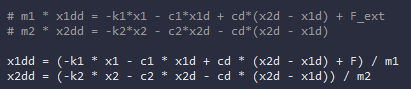 # m1 * x1dd = -k1*x1 - c1*x1d + cd*(x2d - x1d) + F_ext
# m2 * x2dd = -k2*x2 - c2*x2d - cd*(x2d - x1d)
x1dd = (-k1 * x1 - c1 * x1d + cd * (x2d - x1d) + F) / m1
x2dd = (-k2 * x2 - c2 * x2d - cd * (x2d - x1d)) / m2